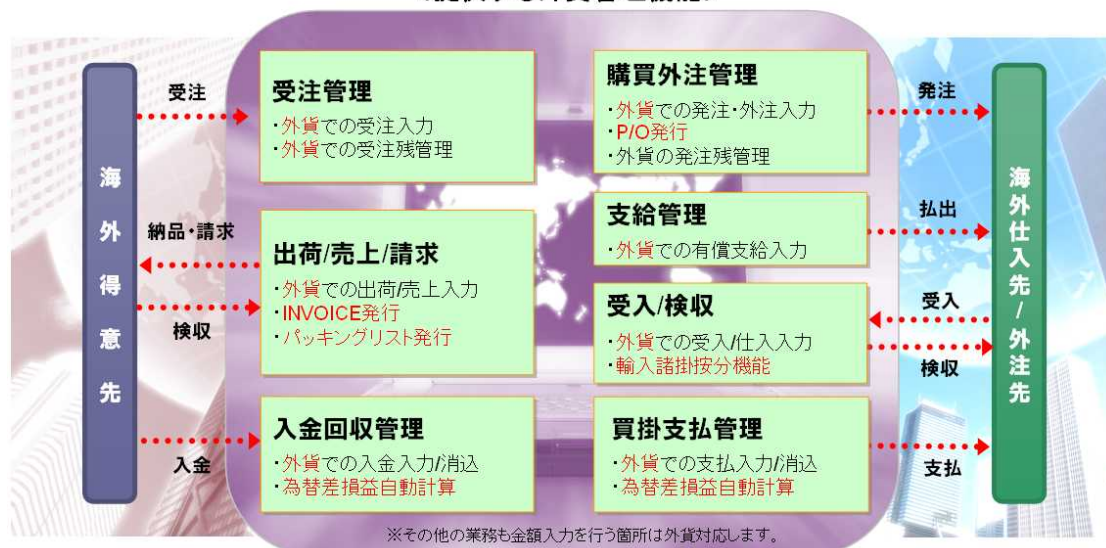 海外得意先
受注
納品・請求
検収
入金
受注管理
・外貨での受注入力
・外貨での受注残管理
出荷/売上/請求
・外貨での出荷/売上入力
・INVOICE発行
・パッキングリスト発行
入金回収管理
・外貨での入金入力/消込
・為替差損益自動計算
購買外注管理
・外貨での発注・外注入力
・P/O発行
・外貨の発注残管理
支給管理
・外貨での有償支給入力
受入/検収
・外貨での受入/仕入入力
・輸入諸掛按分機能
買掛支払管理
・外貨での支払入力/消込
・為替差損益自動計算
発注
払出
受入
検収
支払
海外仕入先/外注先
※その他の業務も金額入力を行う箇所は外貨対応します。